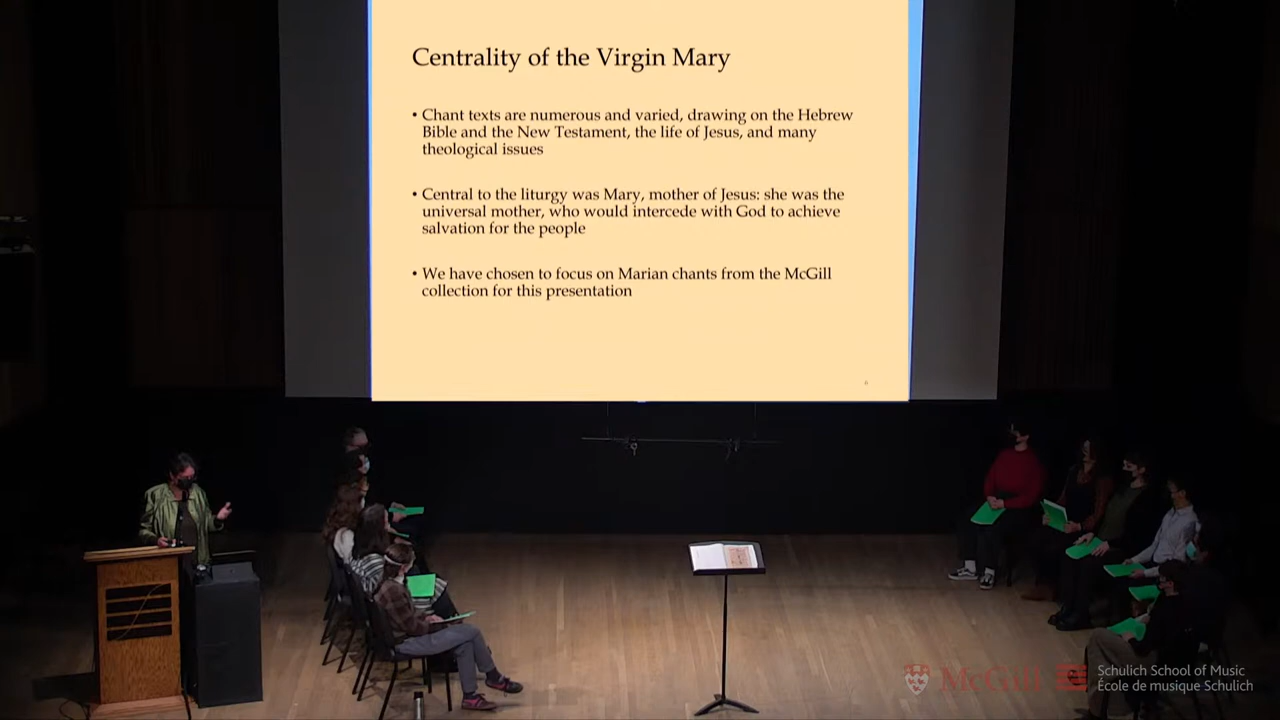 Centrality of the Virgin Mary
• Chant texts are numerous and varied, drawing on the Hebrew
Bible and the New Testament, the life of Jesus, and many
theological issues
• Central to the liturgy was Mary, mother of Jesus: she was the
universal mother, who would intercede with God to achieve
salvation for the people
• We have chosen to focus on Marian chants from the McGill
collection for this presentation
McGill
Schulich School of Music
École de musique Schulich